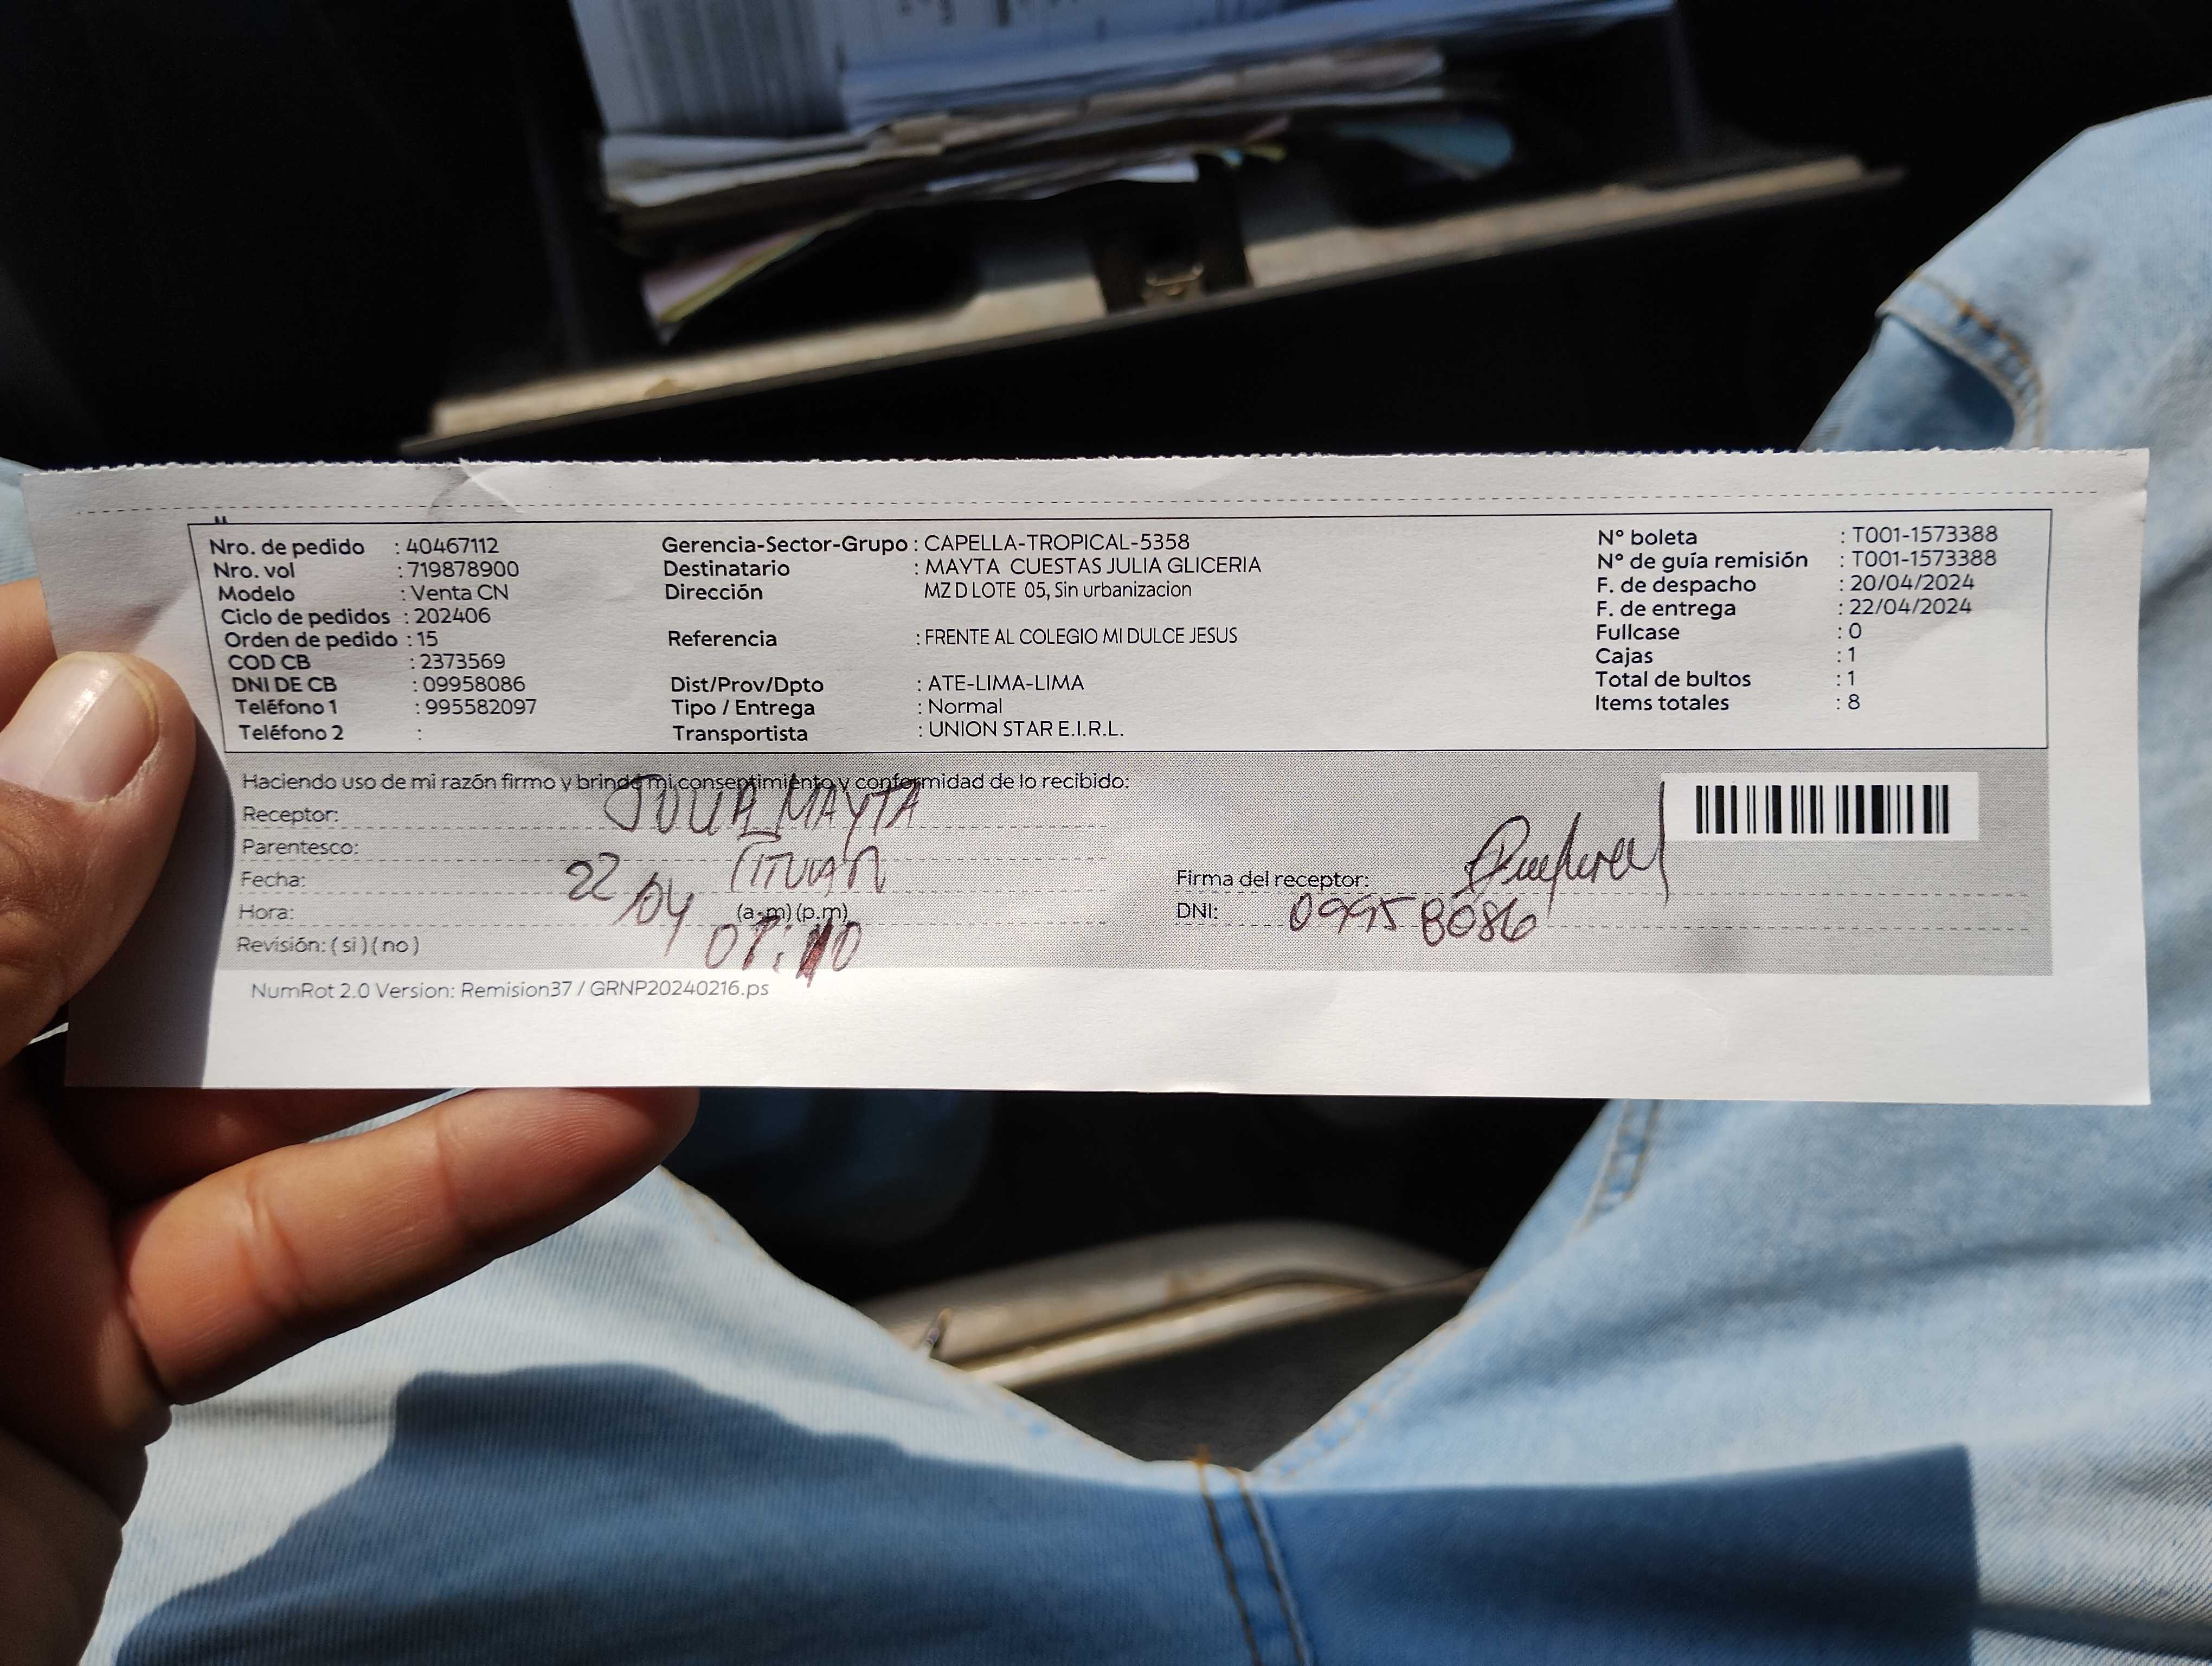 Nro. de pedido : 40467112
Nro. vol : 719878900
Modelo : Venta CN
Ciclo de pedidos : 202406
Orden de pedido : 15
COD CB : 2373569
DNI DE CB : 09958086
Teléfono 1 : 995582097
Teléfono 2 :
Gerencia-Sector-Grupo : CAPELLA-TROPICAL-5358
Destinatario : MAYTA CUESTAS JULIA GLICERIA
Dirección MZ D LOTE 05, Sin urbanizacion
Referencia : FRENTE AL COLEGIO MI DULCE JESUS
Dist/Prov/Dpto : ATE-LIMA-LIMA
Tipo / Entrega : Normal
Transportista : UNION STAR E.I.R.L.
N° boleta : T001-1573388
N° de guía remisión : T001-1573388
F. de despacho : 20/04/2024
F. de entrega : 22/04/2024
Fullcase : 0
Cajas : 1
Total de bultos : 1
Items totales : 8
Haciendo uso de mi razón firmo y brindo mi consentimiento y conformidad de lo recibido:
Receptor: JULIA MAYTA
Parentesco: TITULAR
Fecha: 22/04
Hora: (a.m) (p.m)
Revisión: ( si ) ( no )
Firma del receptor:
DNI: 09958086
NumRot 2.0 Version: Remision37 / GRNP20240216.ps